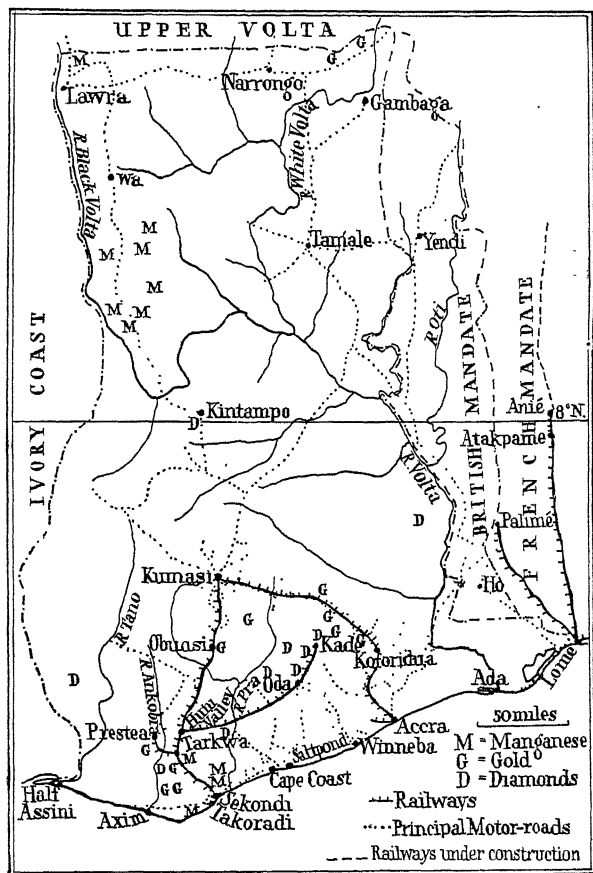 UPPER VOLTA
M
G
G
Lawra
Narrongo
Gambaga
R.Black Volta
R.White Volta
Wa
M
M
M
M
M
M
M
Tamale
Yendi
R.Oti
IVORY COAST
BRITISH MANDATE
FRENCH MANDATE
Kintampo
D
Anié
8°N.
Atakpame
R.Volta
D
Palimé
Kumasi
G
Ho
R.Tano
G
G
Obuasi
G
D
D
Kade
G
G
D
Koforidua
R.Ankobra
D
Oda
D
D
R.Pra
Huni Valley
Ada
Lome
Prestea
Tarkwa
D
Accra
G
M
Saltpond
Winneba
D
G
M
M
Cape Coast
G
G
Half
Assini
Axim
M
Sekondi
Takoradi
50 miles
M = Manganese
G = Gold
D = Diamonds
Railways
Principal Motor-roads
Railways under construction